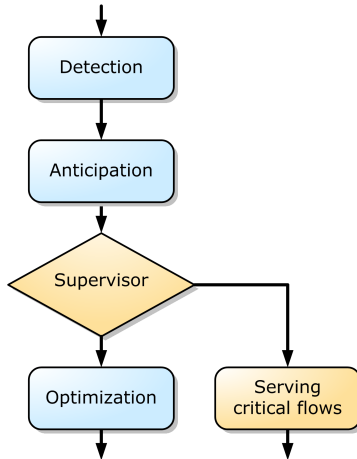 Detection
Anticipation
Supervisor
Optimization
Serving
critical flows